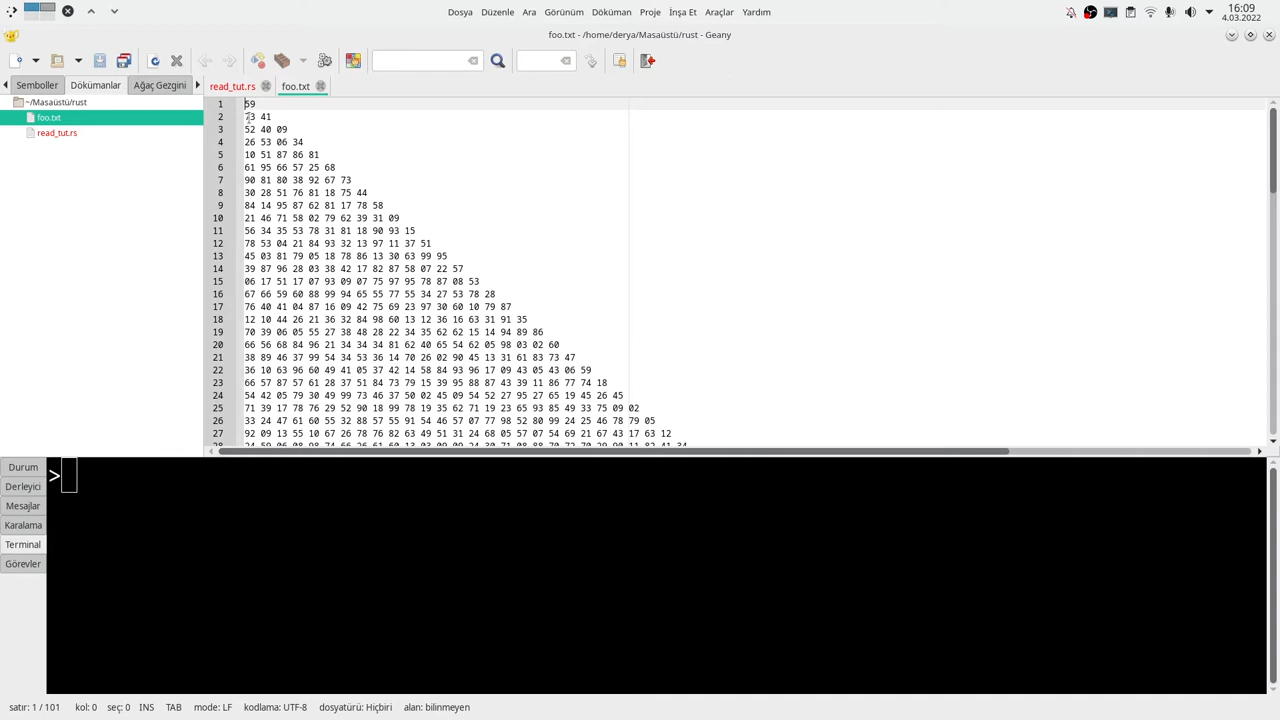 Dosya Düzenle Ara Görünüm Döküman Proje İnşa Et Araçlar Yardım
16:09
4.03.2022
foo.txt - /home/derya/Masaüstü/rust - Geany
Semboller Dökümanlar Ağaç Gezgini
read_tut.rs foo.txt
~/Masaüstü/rust
foo.txt
read_tut.rs
1 59
2 73 41
3 52 40 09
4 26 53 06 34
5 10 51 87 86 81
6 61 95 66 57 25 68
7 90 81 80 38 92 67 73
8 30 28 51 76 81 18 75 44
9 84 14 95 87 62 81 17 78 58
10 21 46 71 58 02 79 62 39 31 09
11 56 34 35 53 78 31 81 18 90 93 15
12 78 53 04 21 84 93 32 13 97 11 37 51
13 45 03 81 79 05 18 78 86 13 30 63 99 95
14 39 87 96 28 03 38 42 17 82 87 58 07 22 57
15 06 17 51 17 07 93 09 07 75 97 95 78 87 08 53
16 67 66 59 60 88 99 94 65 55 77 55 34 27 53 78 28
17 76 40 41 04 87 16 09 42 75 69 23 97 30 60 10 79 87
18 12 10 44 26 21 36 32 84 98 60 13 12 36 16 63 31 91 35
19 70 39 06 05 55 27 38 48 28 22 34 35 62 62 15 14 94 89 86
20 66 56 68 84 96 21 34 34 34 81 62 40 65 54 62 05 98 03 02 60
21 38 89 46 37 99 54 34 53 36 14 70 26 02 90 45 13 31 61 83 73 47
22 36 10 63 96 60 49 41 05 37 42 14 58 84 93 96 17 09 43 05 43 06 59
23 66 57 87 57 61 28 37 51 84 73 79 15 39 95 88 87 43 39 11 86 77 74 18
24 54 42 05 79 30 49 99 73 46 37 50 02 45 09 54 52 27 95 27 65 19 45 26 45
25 71 39 17 78 76 29 52 90 18 99 78 19 35 62 71 19 23 65 93 85 49 33 75 09 02
26 33 24 47 61 60 55 32 88 57 55 91 54 46 57 07 77 98 52 80 99 24 25 46 78 79 05
27 92 09 13 55 10 67 26 78 76 82 63 49 51 31 24 68 05 57 07 54 69 21 67 43 17 63 12
Durum
Derleyici
Mesajlar
Karalama
Terminal
Görevler
>
satır: 1 / 101 kol: 0 seç: 0 INS TAB mode: LF kodlama: UTF-8 dosyatürü: Hiçbiri alan: bilinmeyen